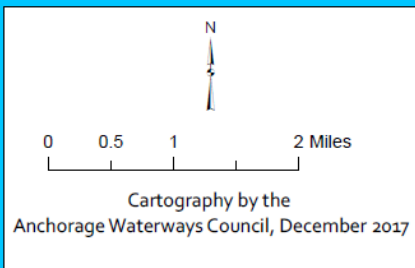 N
0 0.5 1 2 Miles
Cartography by the
Anchorage Waterways Council, December 2017